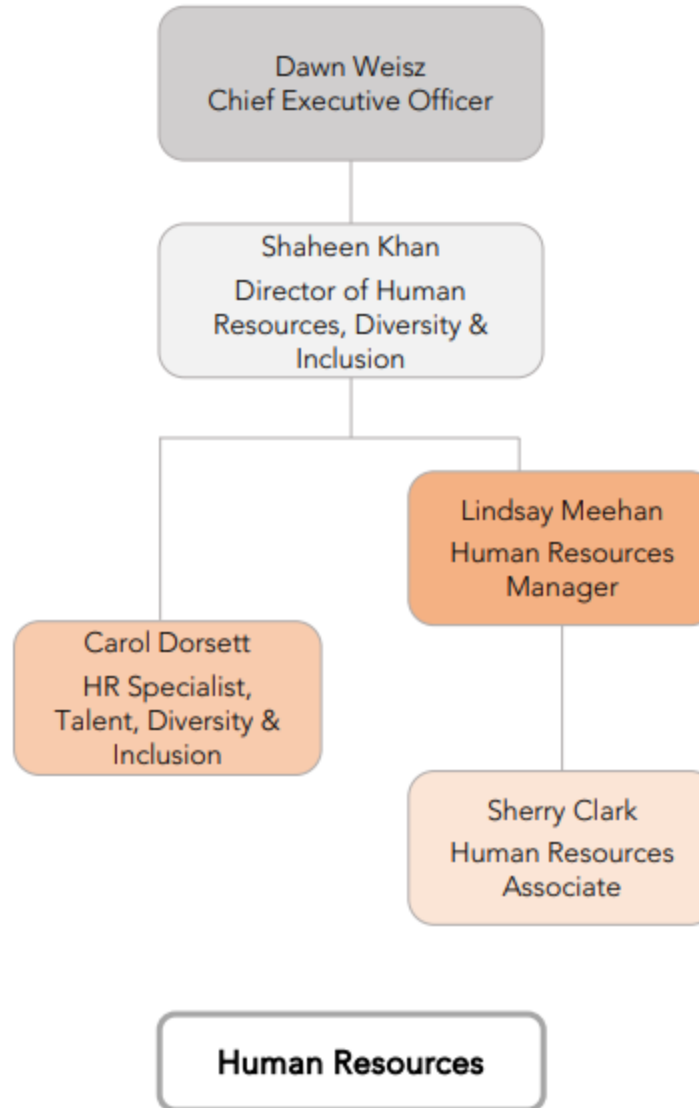 Dawn Weisz
Chief Executive Officer
Shaheen Khan
Director of Human
Resources, Diversity &
Inclusion
Lindsay Meehan
Human Resources
Manager
Carol Dorsett
HR Specialist,
Talent, Diversity &
Inclusion
Sherry Clark
Human Resources
Associate
Human Resources